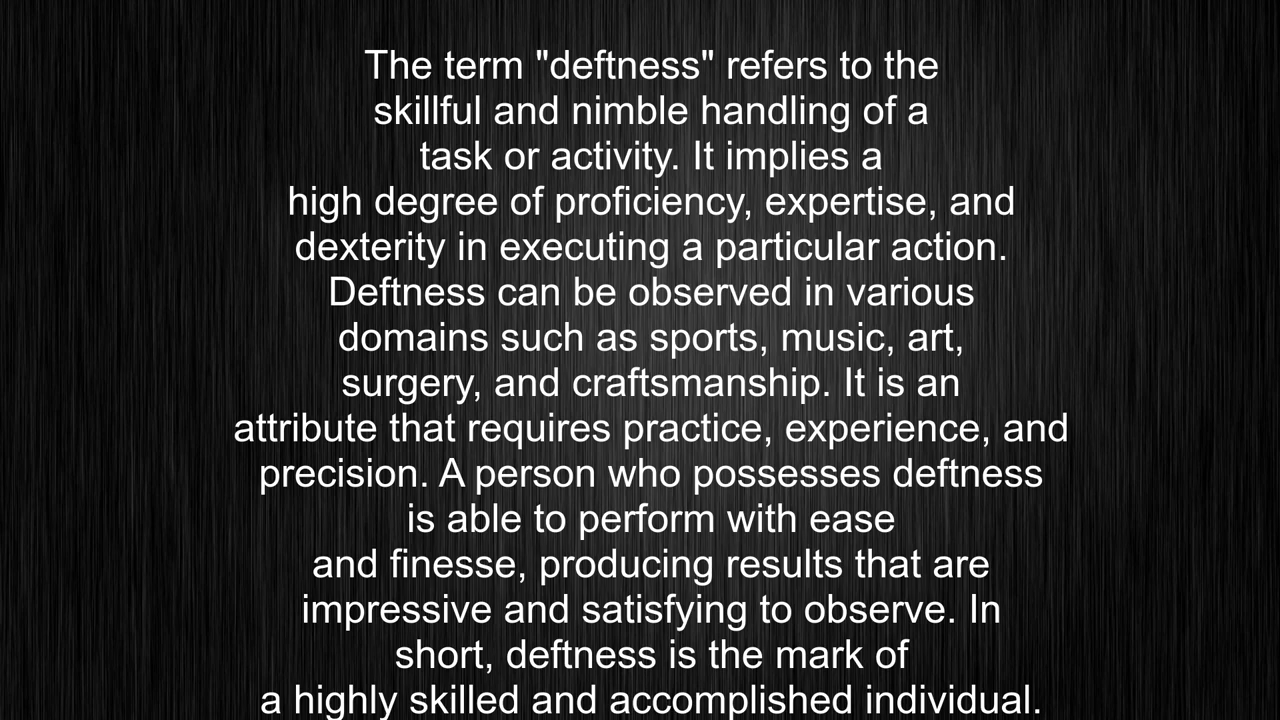 The term "deftness" refers to the
skillful and nimble handling of a
task or activity. It implies a
high degree of proficiency, expertise, and
dexterity in executing a particular action.
Deftness can be observed in various
domains such as sports, music, art,
surgery, and craftsmanship. It is an
attribute that requires practice, experience, and
precision. A person who possesses deftness
is able to perform with ease
and finesse, producing results that are
impressive and satisfying to observe. In
short, deftness is the mark of
a highly skilled and accomplished individual.